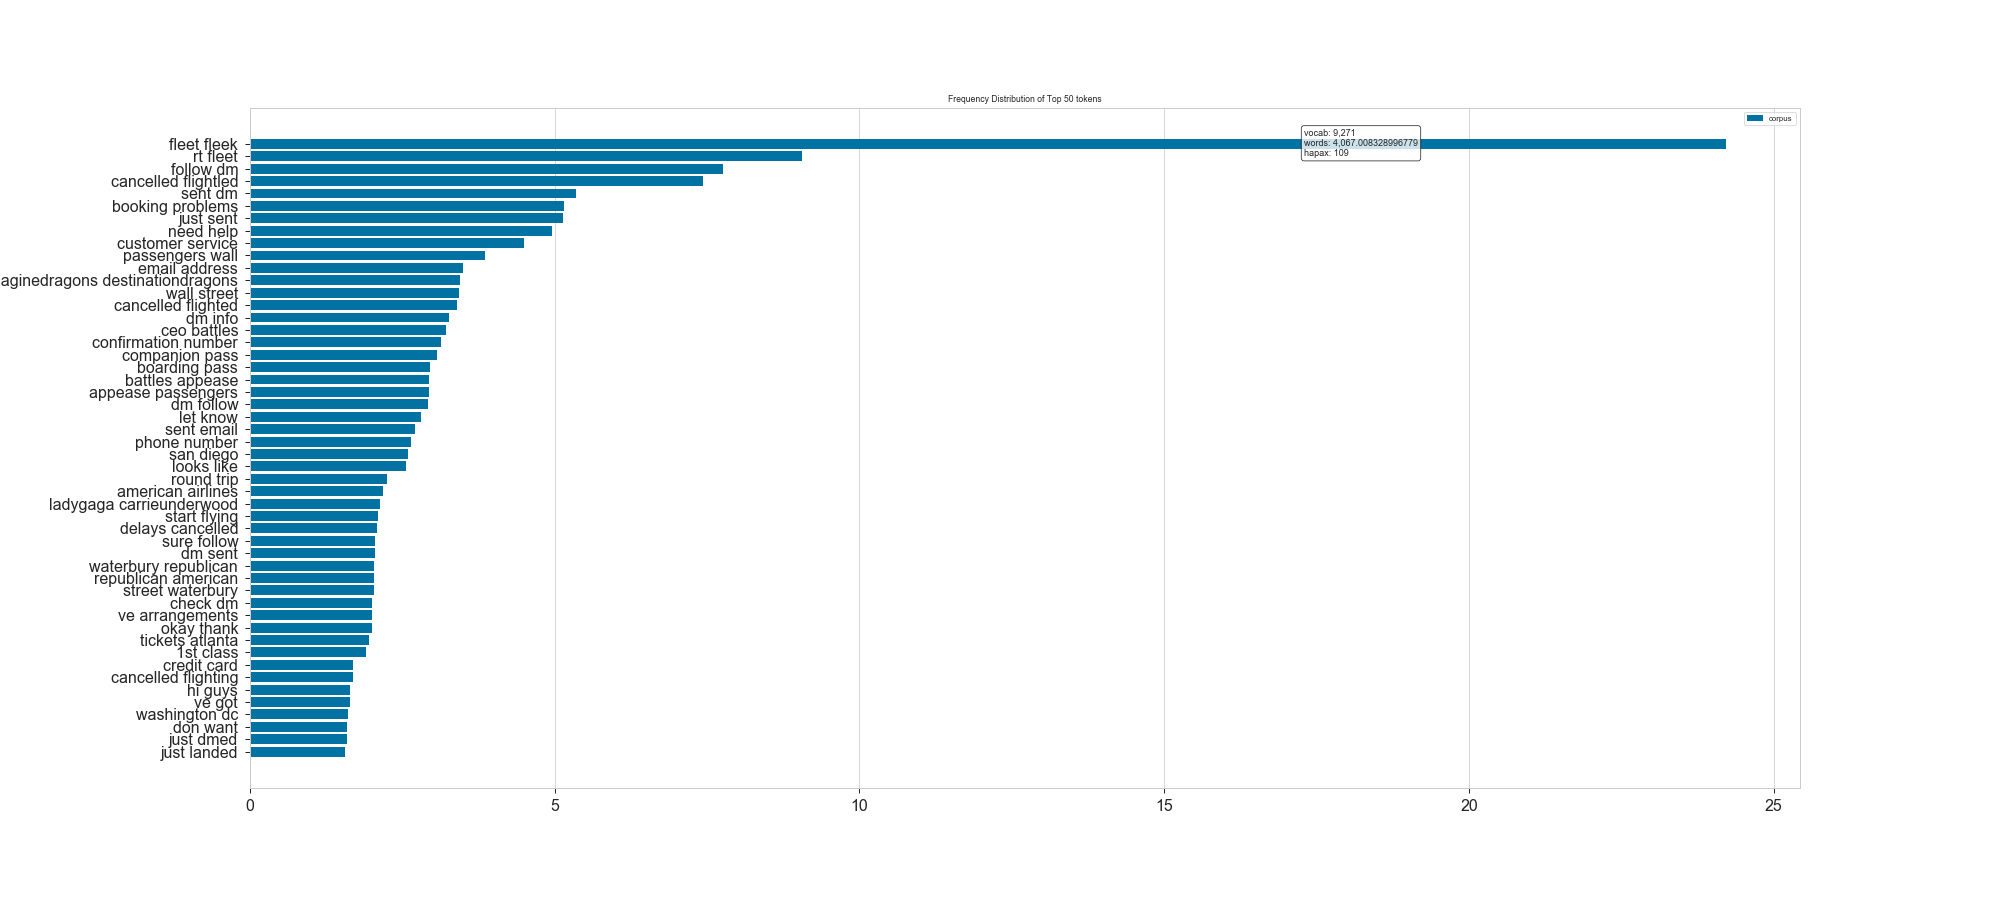 Frequency Distribution of Top 50 tokens
corpus
vocab: 9,271
words: 4,067.008328996779
hapax: 109
fleet fleek
rt fleet
follow dm
cancelled flightled
sent dm
booking problems
just sent
need help
customer service
passengers wall
email address
aginedragons destinationdragons
wall street
cancelled flighted
dm info
ceo battles
confirmation number
companion pass
boarding pass
battles appease
appease passengers
dm follow
let know
sent email
phone number
san diego
looks like
round trip
american airlines
ladygaga carrieunderwood
start flying
delays cancelled
sure follow
dm sent
waterbury republican
republican american
street waterbury
check dm
ve arrangements
okay thank
tickets atlanta
1st class
credit card
cancelled flighting
hi guys
ve got
washington dc
don want
just dmed
just landed
0 5 10 15 20 25